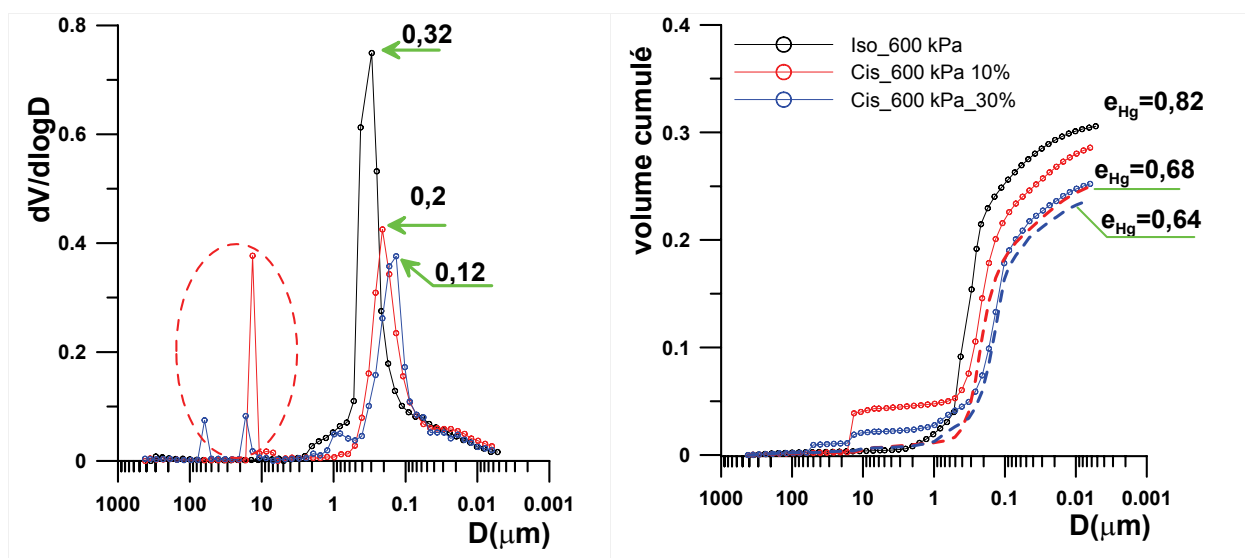 0.8
0.6
0.4
0.2
0
dV/dlogD
0,32
0,2
0,12
1000 100 10 1 0.1 0.01 0.001
D(μm)
0.4
0.3
0.2
0.1
0
volume cumulé
Iso_600 kPa
Cis_600 kPa 10%
Cis_600 kPa_30%
eHg=0,82
eHg=0,68
eHg=0,64
1000 100 10 1 0.1 0.01 0.001
D(μm)